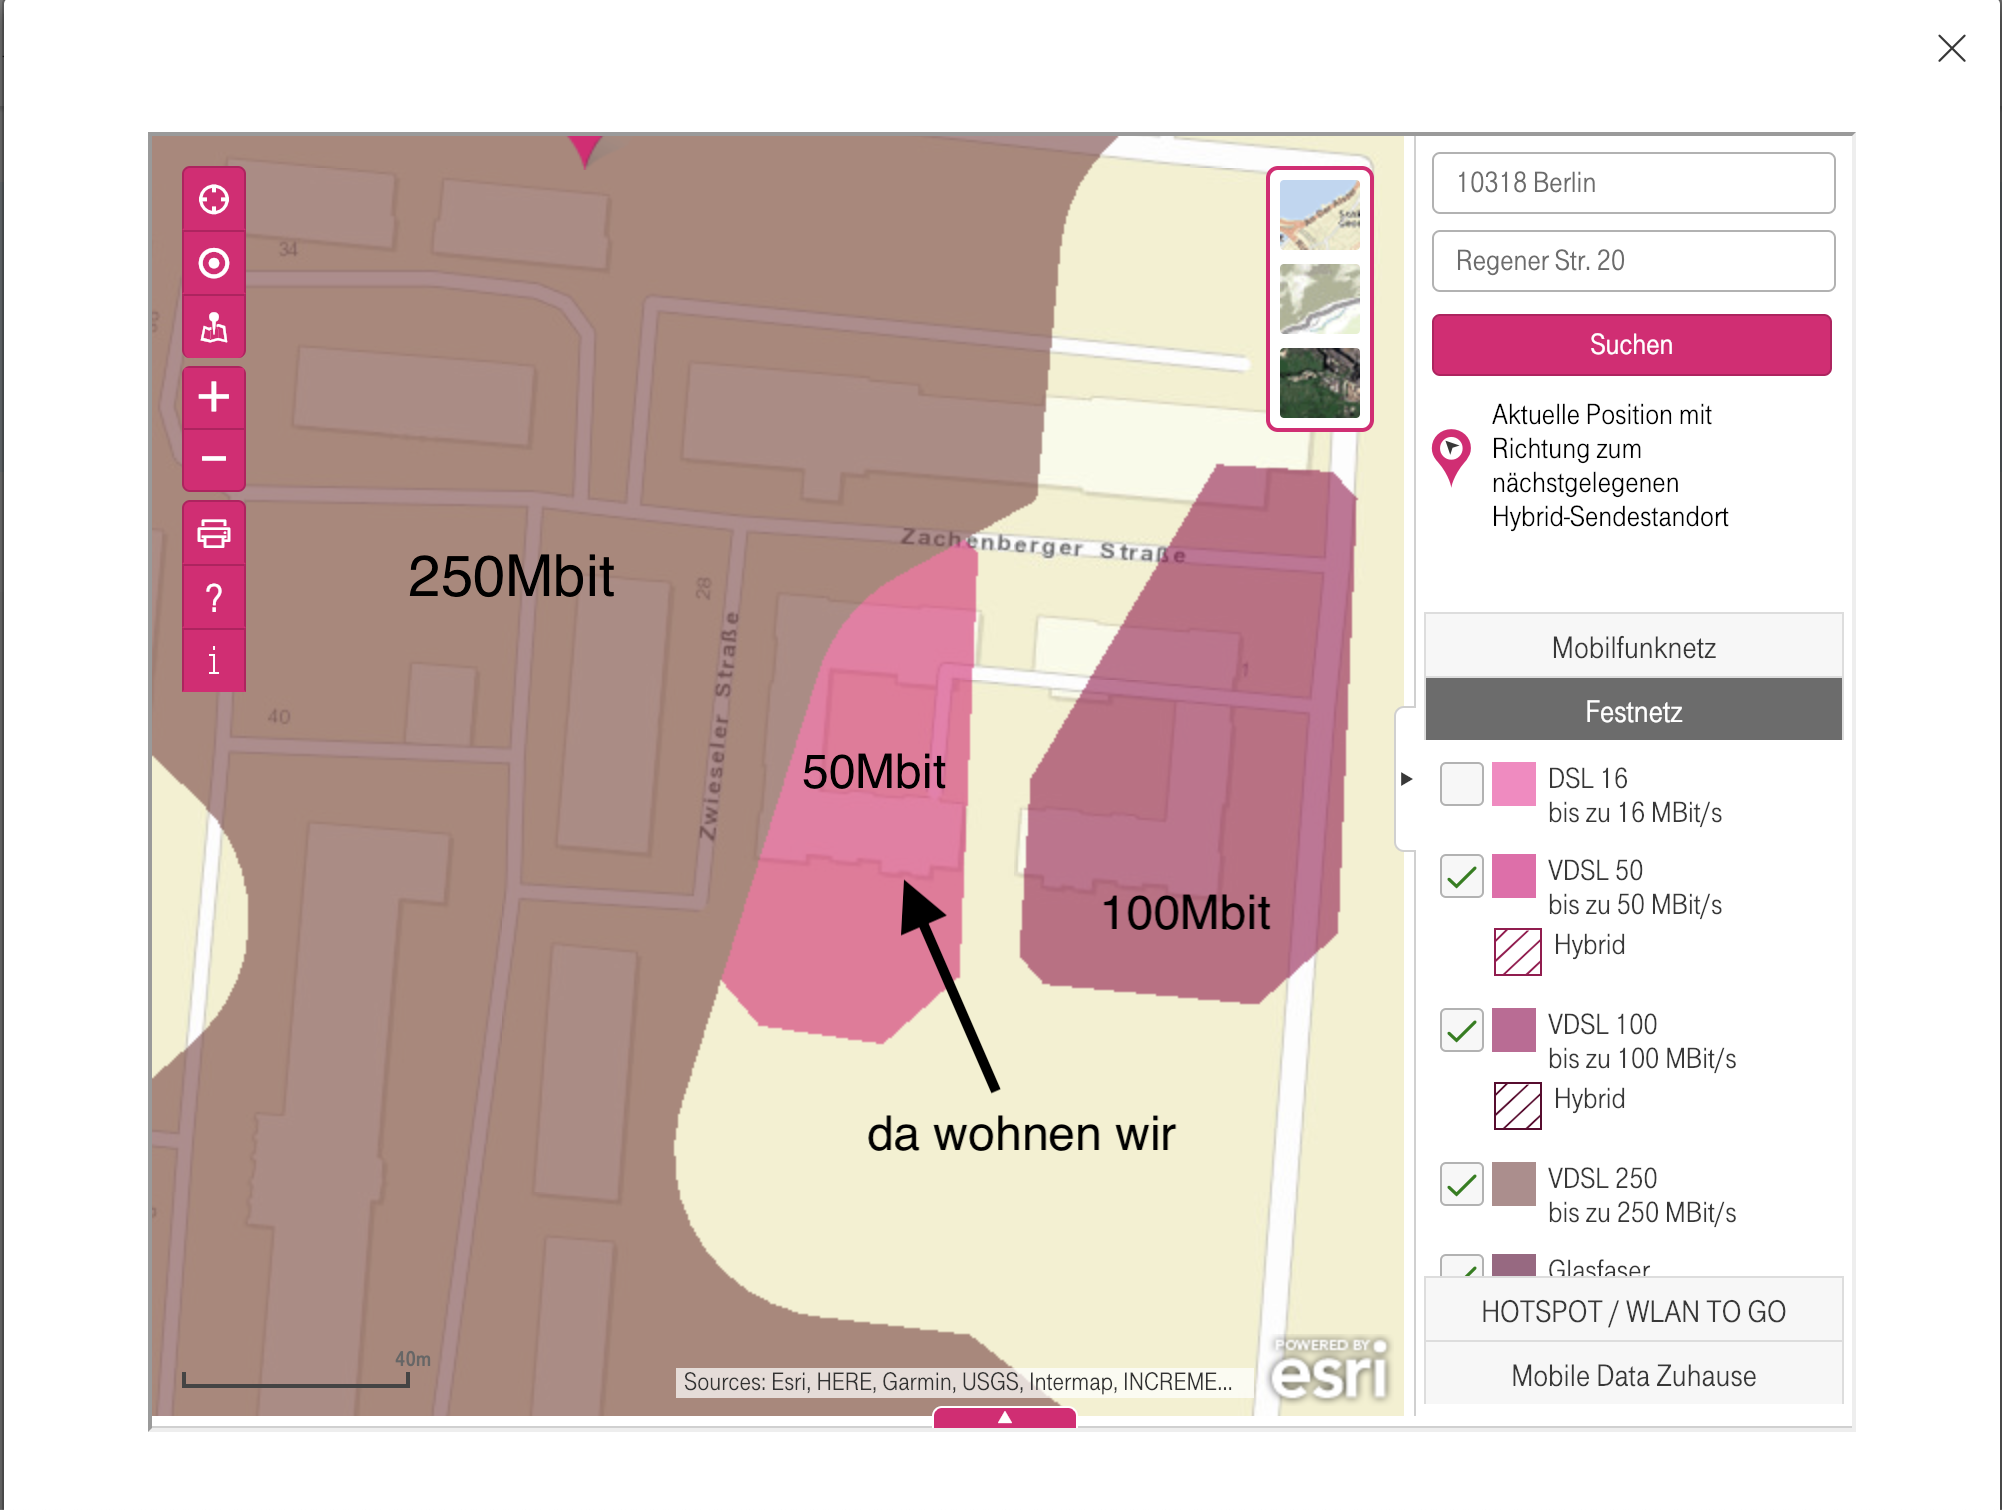 34
Zachenberger Straße
250Mbit
28
Zwieseler Straße
40
1
50Mbit
100Mbit
da wohnen wir
40m
Sources: Esri, HERE, Garmin, USGS, Intermap, INCREME...
POWERED BY
esri
?
i
10318 Berlin
Regener Str. 20
Suchen
Aktuelle Position mit
Richtung zum
nächstgelegenen
Hybrid-Sendestandort
Mobilfunknetz
Festnetz
DSL 16
bis zu 16 MBit/s
VDSL 50
bis zu 50 MBit/s
Hybrid
VDSL 100
bis zu 100 MBit/s
Hybrid
VDSL 250
bis zu 250 MBit/s
Glasfaser
HOTSPOT / WLAN TO GO
Mobile Data Zuhause